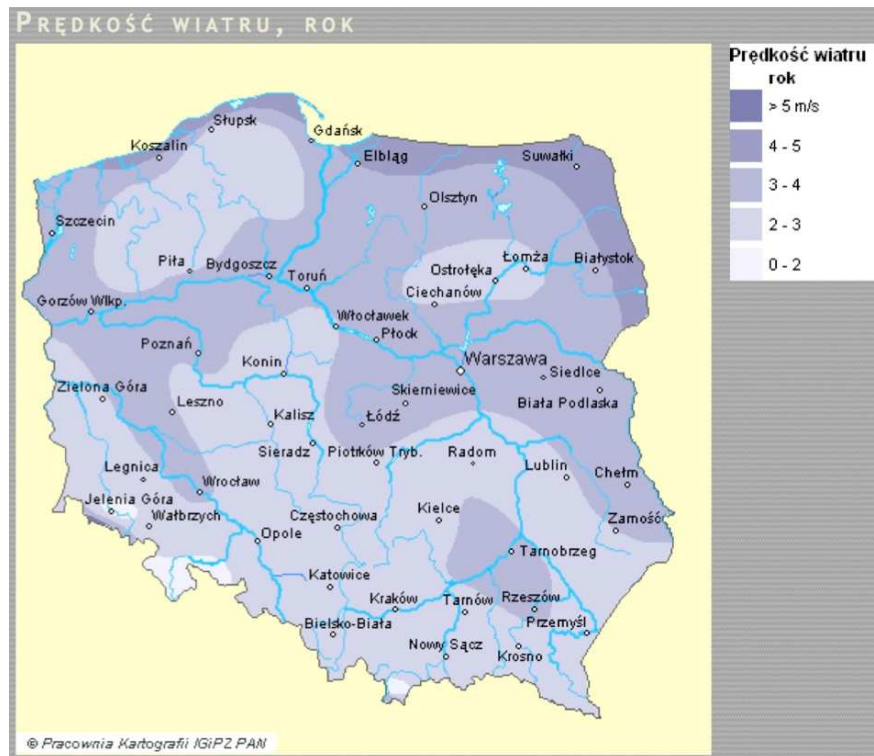 PRĘDKOŚĆ WIATRU, ROK
Prędkość wiatru
rok
> 5 m/s
4 - 5
3 - 4
2 - 3
0 - 2
Słupsk
Gdańsk
Koszalin
Elbląg
Suwałki
Olsztyn
Szczecin
Piła
Bydgoszcz
Toruń
Ostrołęka
Łomża
Białystok
Ciechanów
Gorzów Wlkp.
Włocławek
Płock
Poznań
Konin
Warszawa
Siedlce
Zielona Góra
Skierniewice
Biała Podlaska
Leszno
Kalisz
Łódź
Sieradz
Piotrków Tryb.
Radom
Lublin
Chełm
Legnica
Wrocław
Jelenia Góra
Wałbrzych
Częstochowa
Kielce
Zamość
Opole
Tarnobrzeg
Katowice
Kraków
Tarnów
Rzeszów
Bielsko-Biała
Przemyśl
Nowy Sącz
Krosno
© Pracownia Kartografii IGiPZ PAN